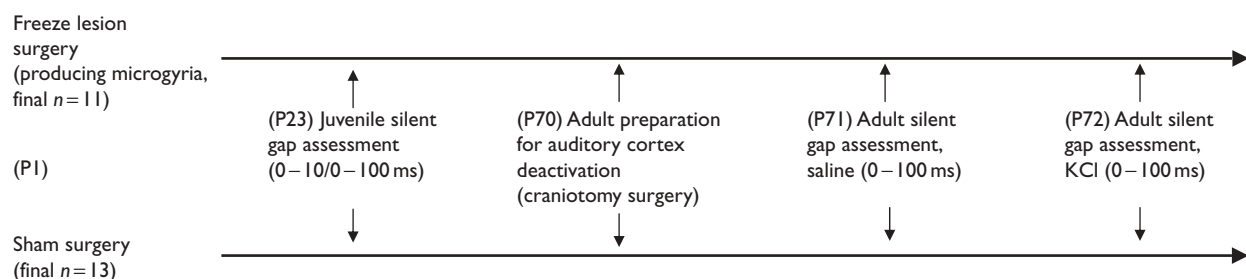 Freeze lesion
surgery
(producing microgyria,
final n=11)
(P1)
(P23) Juvenile silent
gap assessment
(0–10/0–100 ms)
(P70) Adult preparation
for auditory cortex
deactivation
(craniotomy surgery)
(P71) Adult silent
gap assessment,
saline (0–100 ms)
(P72) Adult silent
gap assessment,
KCl (0–100 ms)
Sham surgery
(final n=13)